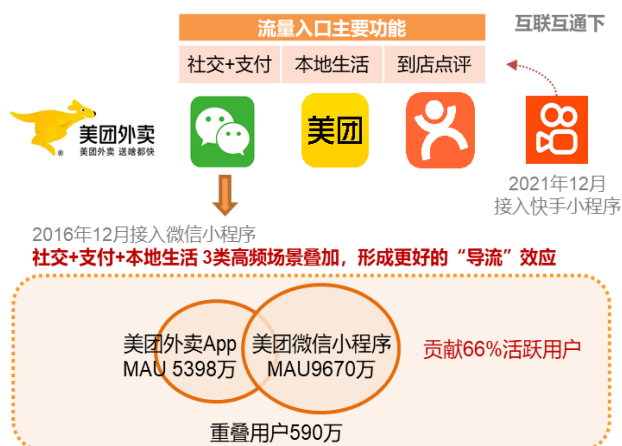 流量入口主要功能
互联互通下
社交+支付
本地生活
到店点评
美团外卖
美团外卖 送啥都快
美团
2021年12月
接入快手小程序
2016年12月接入微信小程序
社交+支付+本地生活 3类高频场景叠加，形成更好的“导流”效应
美团外卖App
MAU 5398万
美团微信小程序
MAU9670万
贡献66%活跃用户
重叠用户590万